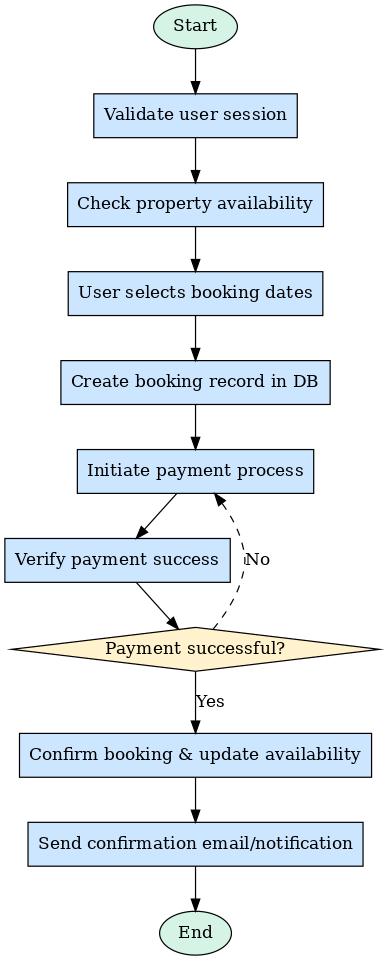 Start
Validate user session
Check property availability
User selects booking dates
Create booking record in DB
Initiate payment process
Verify payment success
No
Payment successful?
Yes
Confirm booking & update availability
Send confirmation email/notification
End